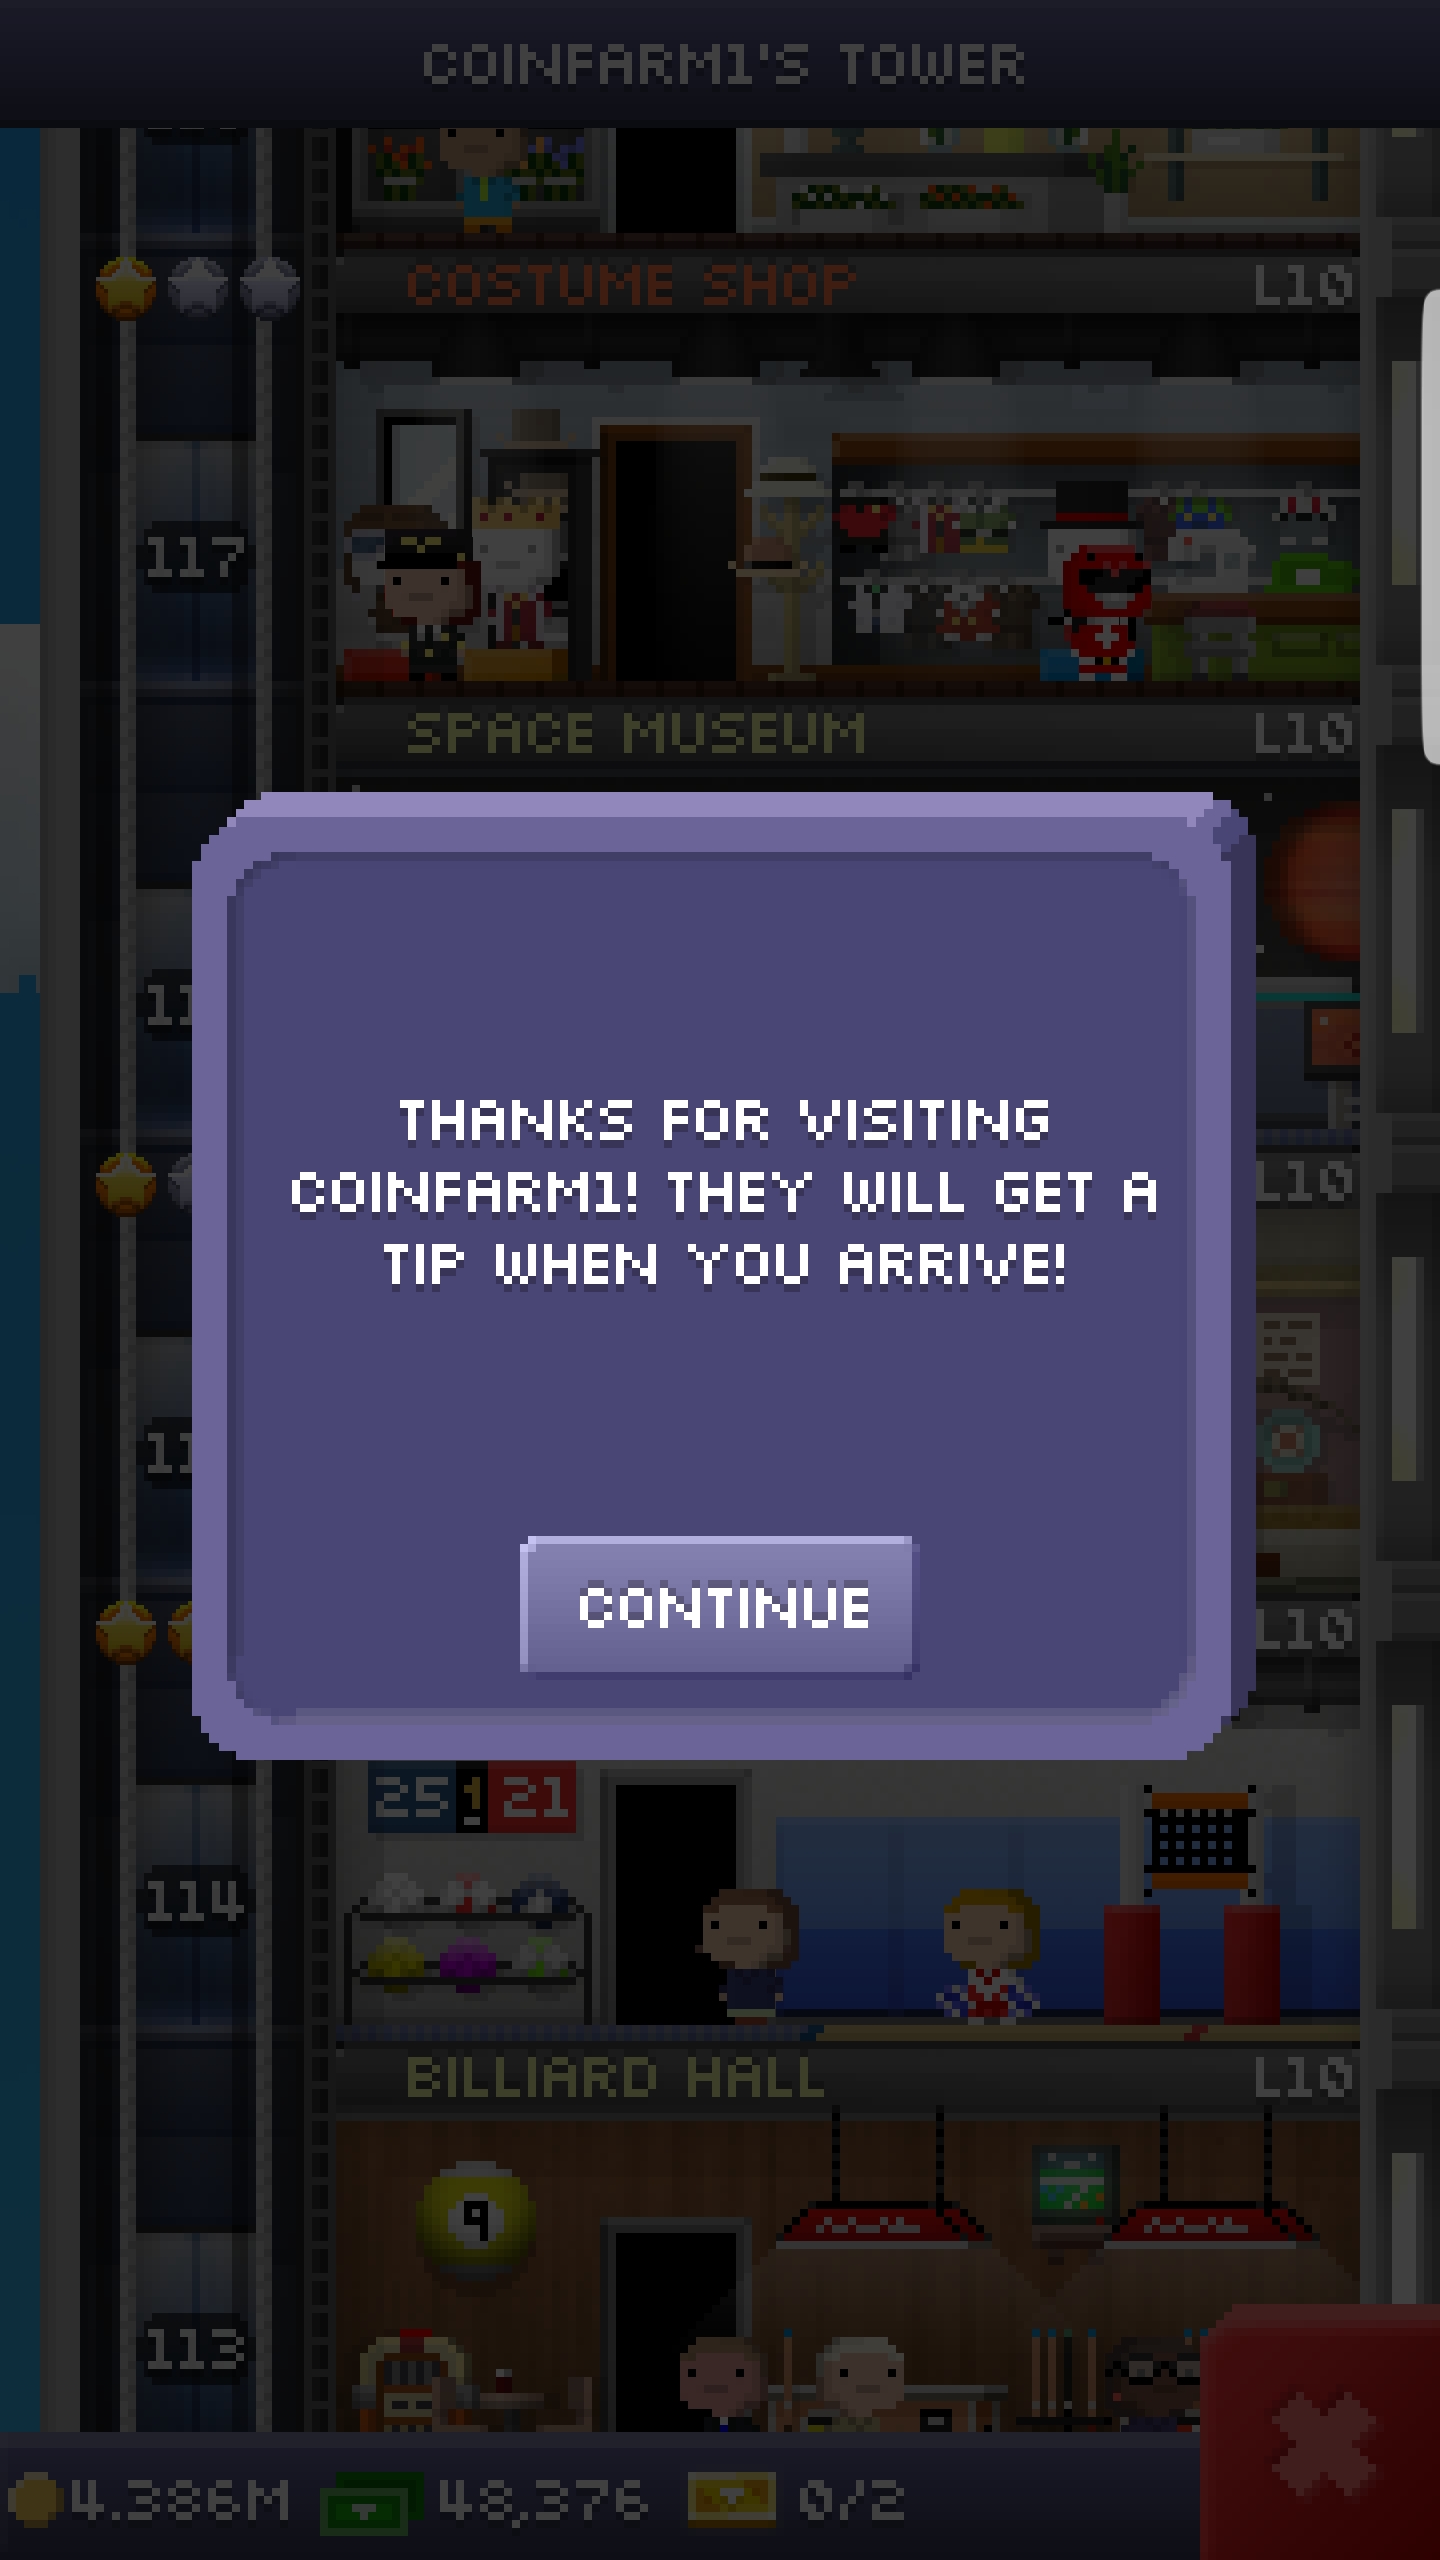 COINFARM1'S TOWER
COSTUME SHOP L10
117
SPACE MUSEUM L10
THANKS FOR VISITING
COINFARM1! THEY WILL GET A
TIP WHEN YOU ARRIVE!
L10
CONTINUE
L10
25 21
114
BILLIARD HALL L10
9
113
4.386M 48,376 0/2